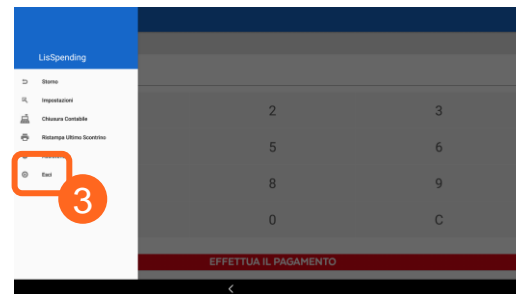 LisSpending
Storno
Impostazioni
Chiusura Contabile
Ristampa Ultimo Scontrino
Esci
3
2 3
5 6
8 9
0 C
EFFETTUA IL PAGAMENTO